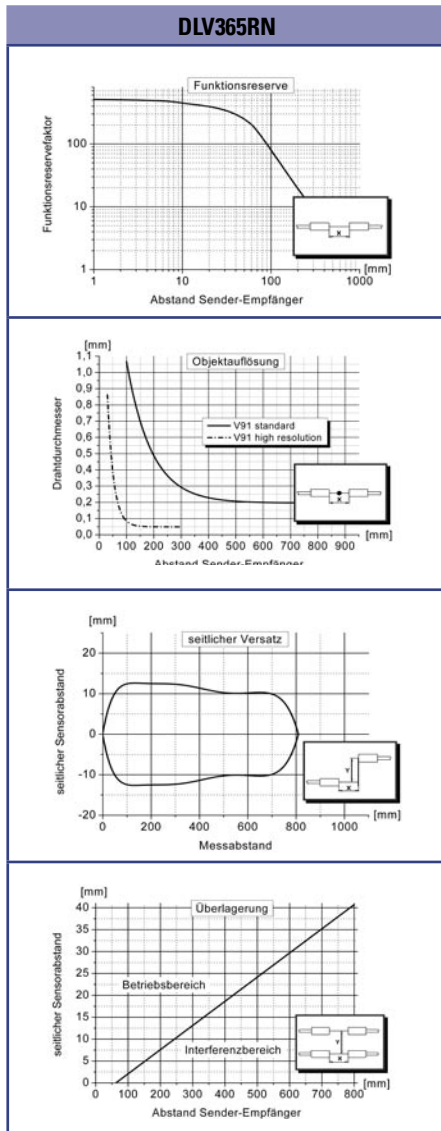 DLV365RN
Funktionsreserve
Funktionsreservefaktor
100
10
1
1
10
100
1000
[mm]
Abstand Sender-Empfänger
X
[mm]
Objektauflösung
Drahtdurchmesser
1,1
1,0
0,9
0,8
0,7
0,6
0,5
0,4
0,3
0,2
0,1
0,0
V91 standard
V91 high resolution
X
0 100 200 300 400 500 600 700 800 900
[mm]
Abstand Sender-Empfänger
[mm]
seitlicher Versatz
seitlicher Sensorabstand
20
10
0
-10
-20
Y
X
0 200 400 600 800 1000
[mm]
Messabstand
[mm]
Überlagerung
seitlicher Sensorabstand
40
35
30
25
20
15
10
5
0
Betriebsbereich
Interferenzbereich
Y
X
0 100 200 300 400 500 600 700 800
[mm]
Abstand Sender-Empfänger